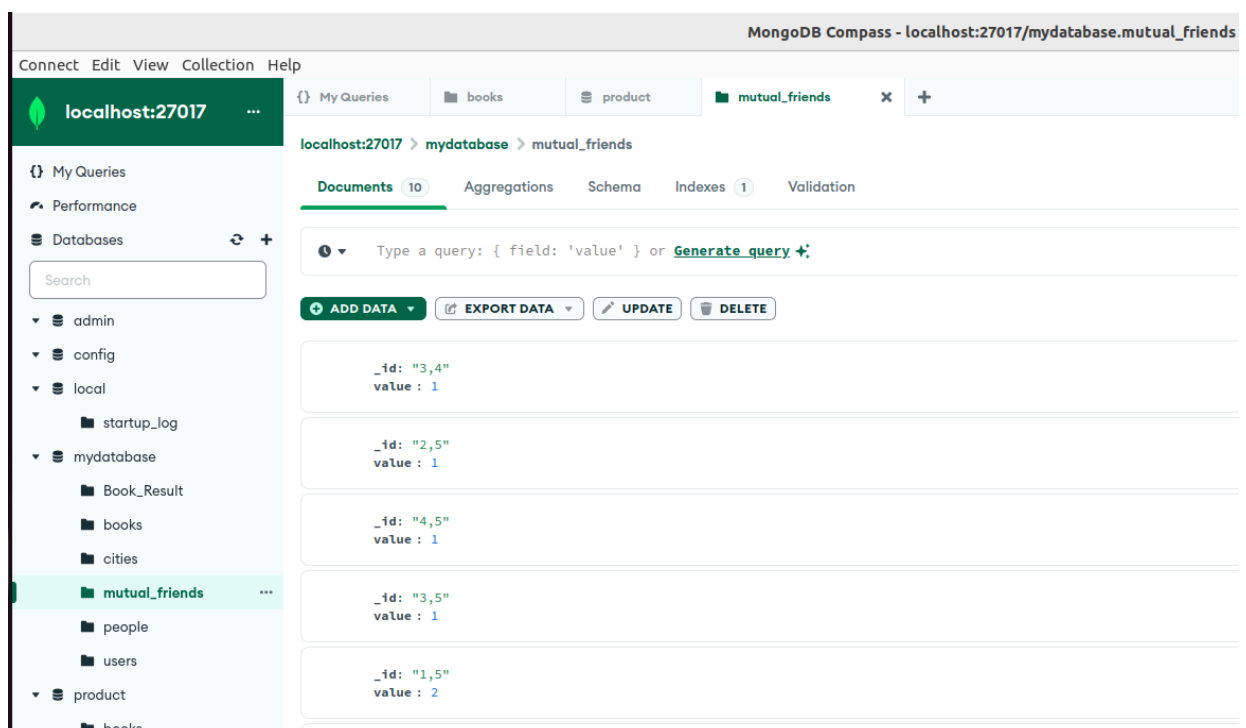 MongoDB Compass - localhost:27017/mydatabase.mutual_friends
Connect Edit View Collection Help
localhost:27017 ...
{} My Queries
Performance
Databases
Search
admin
config
local
startup_log
mydatabase
Book_Result
books
cities
mutual_friends ...
people
users
product
books
{} My Queries books product mutual_friends
localhost:27017 > mydatabase > mutual_friends
Documents 10 Aggregations Schema Indexes 1 Validation
Type a query: { field: 'value' } or Generate query
ADD DATA EXPORT DATA UPDATE DELETE
_id: "3,4"
value : 1
_id: "2,5"
value : 1
_id: "4,5"
value : 1
_id: "3,5"
value : 1
_id: "1,5"
value : 2